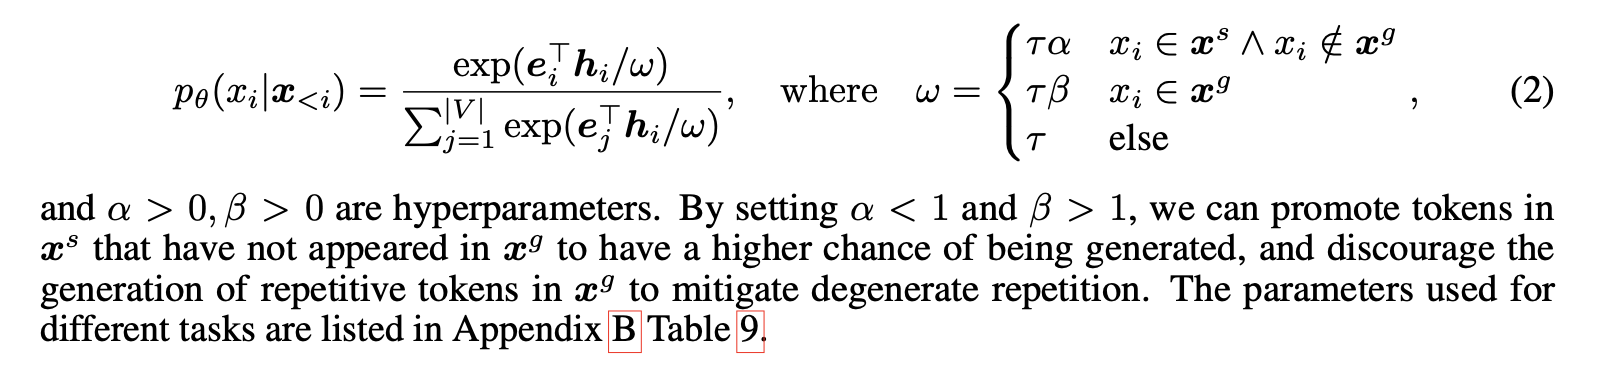 p_θ(x_i|x_{<i}) = exp(e_i^⊤ h_i/ω) / ∑_{j=1}^{|V|} exp(e_j^⊤ h_i/ω), where ω = { τα x_i ∈ x^s ∧ x_i ∉ x^g; τβ x_i ∈ x^g; τ else , (2)
and α > 0, β > 0 are hyperparameters. By setting α < 1 and β > 1, we can promote tokens in
x^s that have not appeared in x^g to have a higher chance of being generated, and discourage the
generation of repetitive tokens in x^g to mitigate degenerate repetition. The parameters used for
different tasks are listed in Appendix B Table 9.